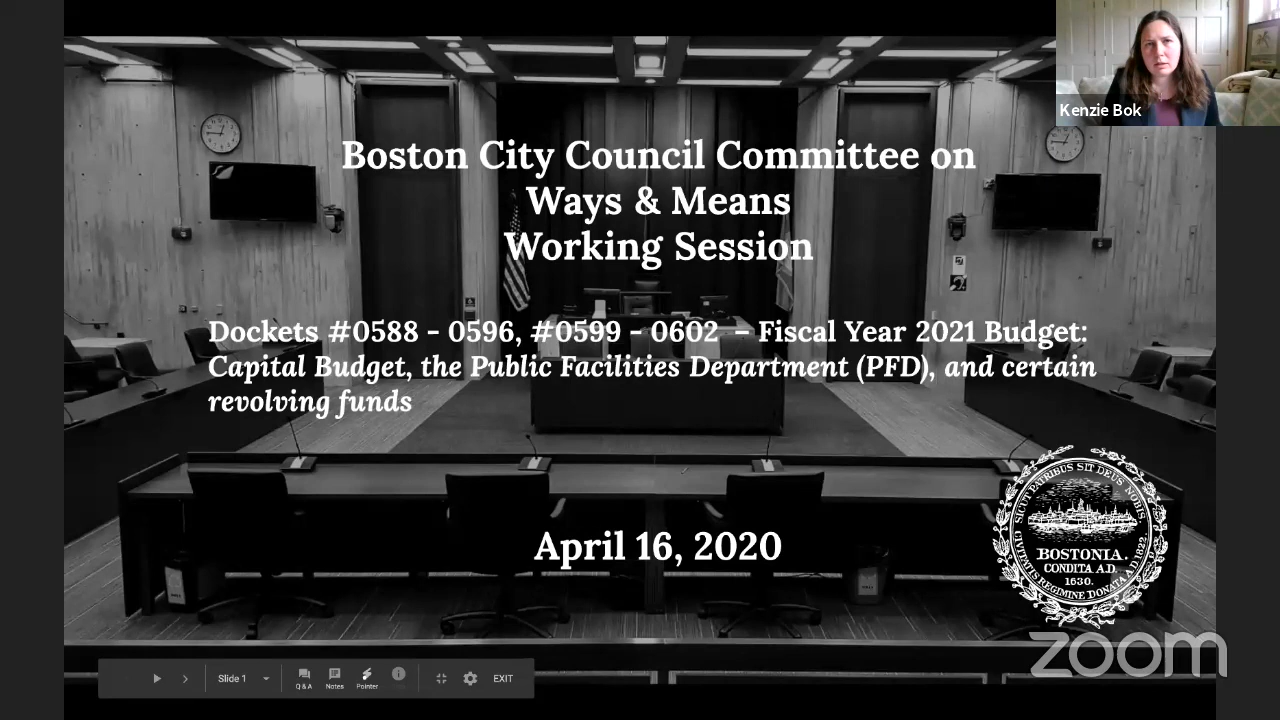 Kenzie Bok
Boston City Council Committee on
Ways & Means
Working Session
Dockets #0588 - 0596, #0599 - 0602 – Fiscal Year 2021 Budget:
Capital Budget, the Public Facilities Department (PFD), and certain
revolving funds
April 16, 2020
SICUT PATRIBUS SIT DEUS NOBIS
BOSTONIA.
CONDITA A.D.
1630.
CIVITATIS REGIMINE DONATA A.D. 1822.
zoom
Slide 1
Q & A
Notes
Pointer
EXIT